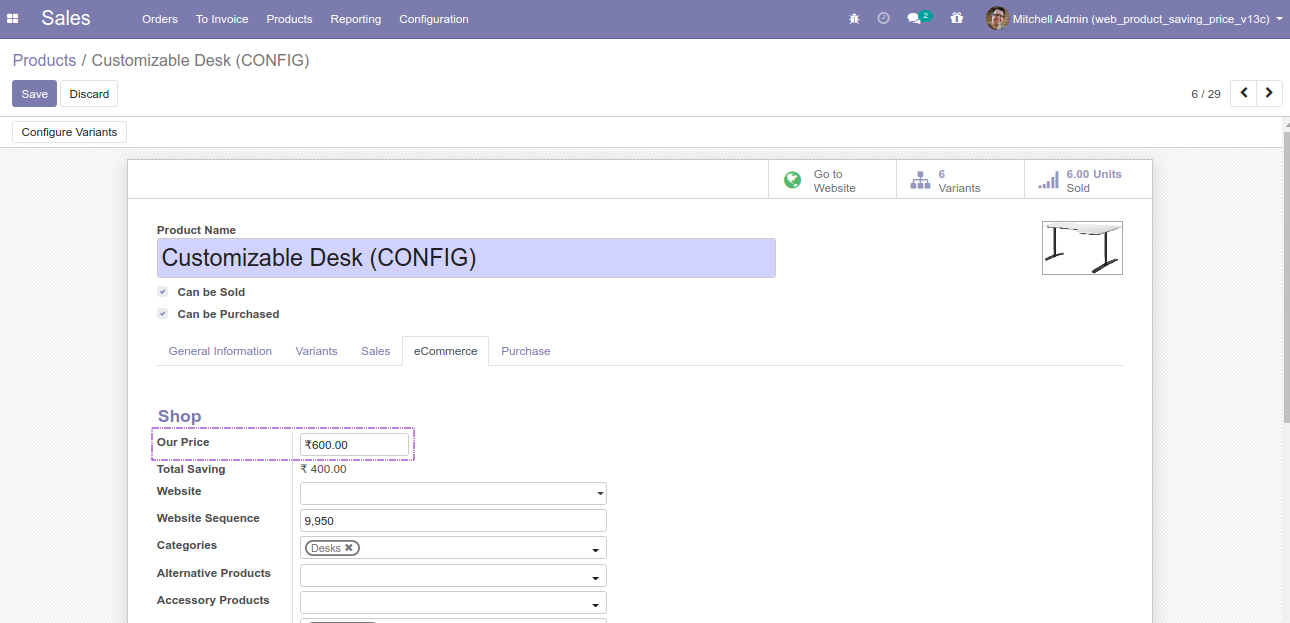 Sales Orders To Invoice Products Reporting Configuration 2 Mitchell Admin (web_product_saving_price_v13c)
Products / Customizable Desk (CONFIG)
Save Discard 6 / 29
Configure Variants
Go to Website
6 Variants
6.00 Units Sold
Product Name
Customizable Desk (CONFIG)
Can be Sold
Can be Purchased
General Information Variants Sales eCommerce Purchase
Shop
Our Price ₹600.00
Total Saving ₹ 400.00
Website
Website Sequence 9,950
Categories Desks ✖
Alternative Products
Accessory Products